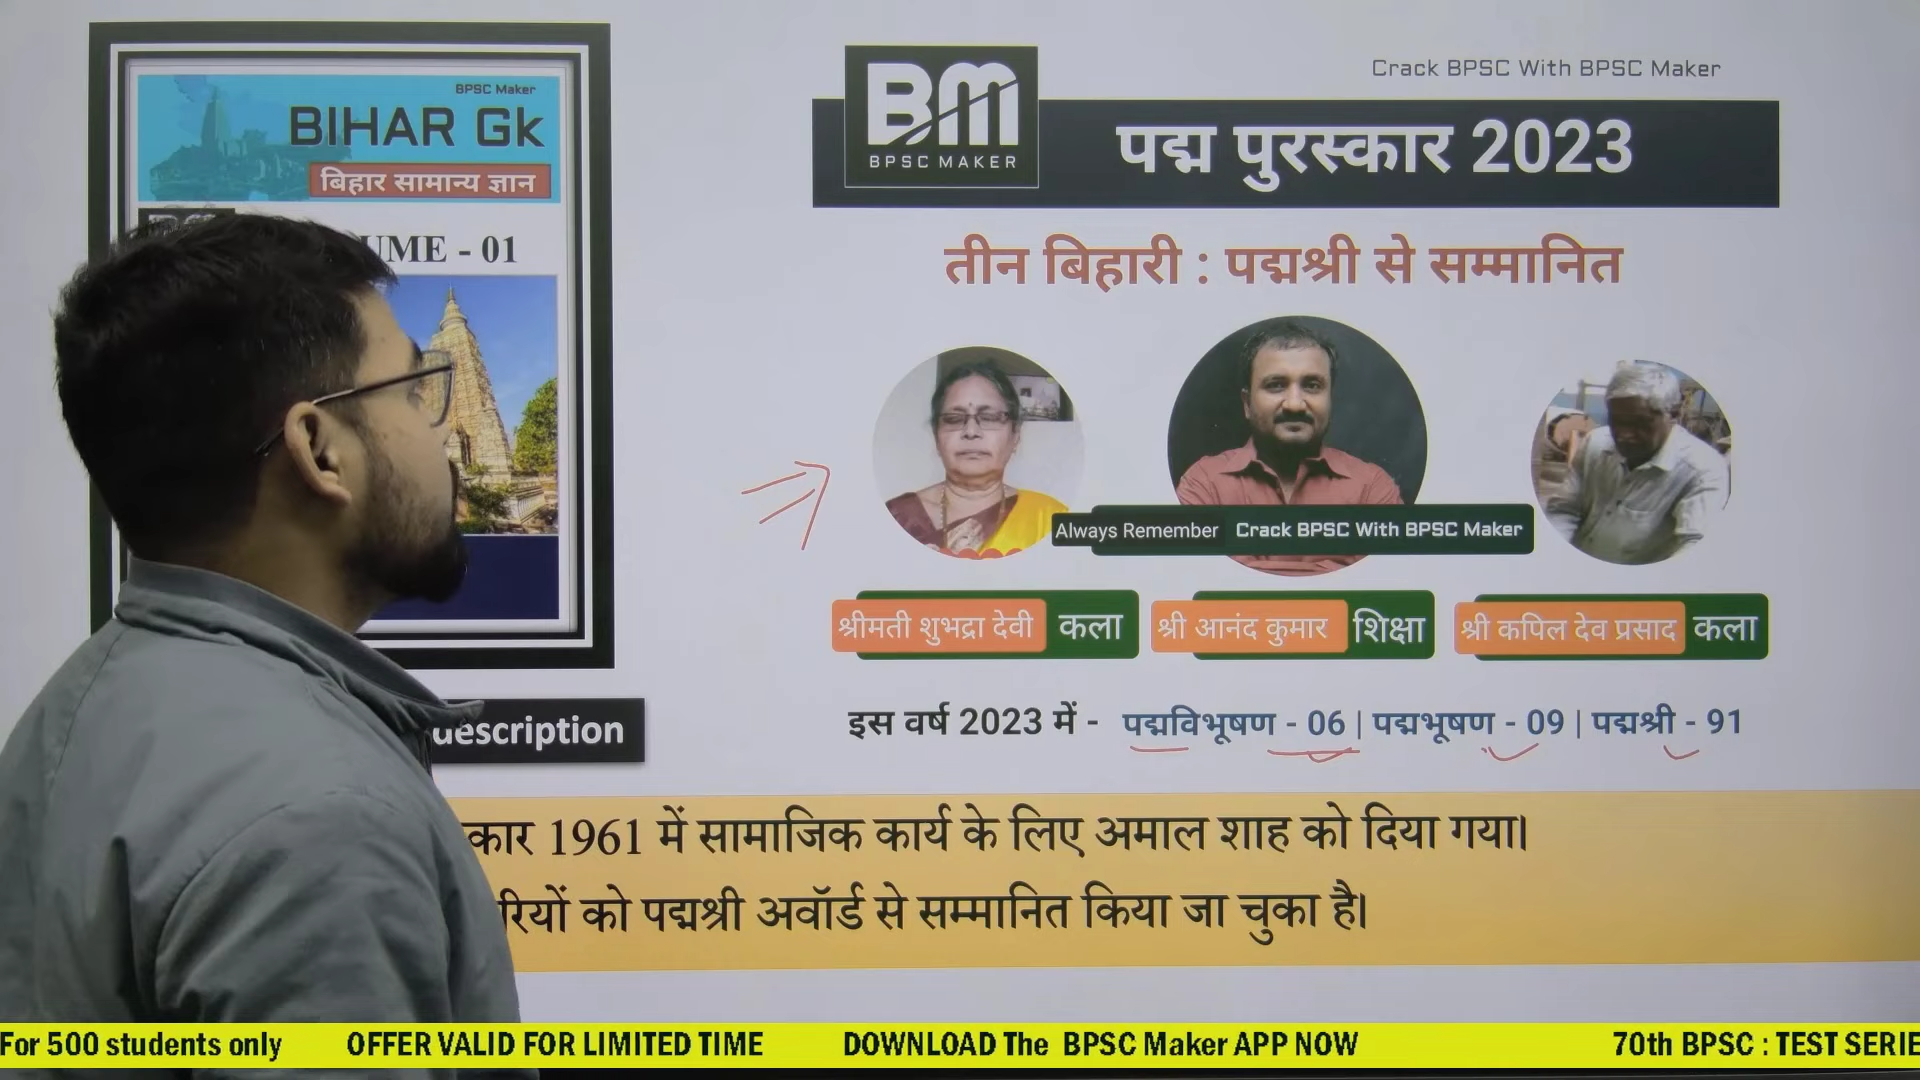 BPSC Maker
BIHAR Gk
बिहार सामान्य ज्ञान
UME - 01
description
Crack BPSC With BPSC Maker
BM
BPSC MAKER
पद्म पुरस्कार 2023
तीन बिहारी : पद्मश्री से सम्मानित
Always Remember Crack BPSC With BPSC Maker
श्रीमती शुभद्रा देवी कला
श्री आनंद कुमार शिक्षा
श्री कपिल देव प्रसाद कला
इस वर्ष 2023 में - पद्मविभूषण - 06 | पद्मभूषण - 09 | पद्मश्री - 91
कार 1961 में सामाजिक कार्य के लिए अमाल शाह को दिया गया।
रियों को पद्मश्री अवॉर्ड से सम्मानित किया जा चुका है।
For 500 students only OFFER VALID FOR LIMITED TIME DOWNLOAD The BPSC Maker APP NOW 70th BPSC : TEST SERIE